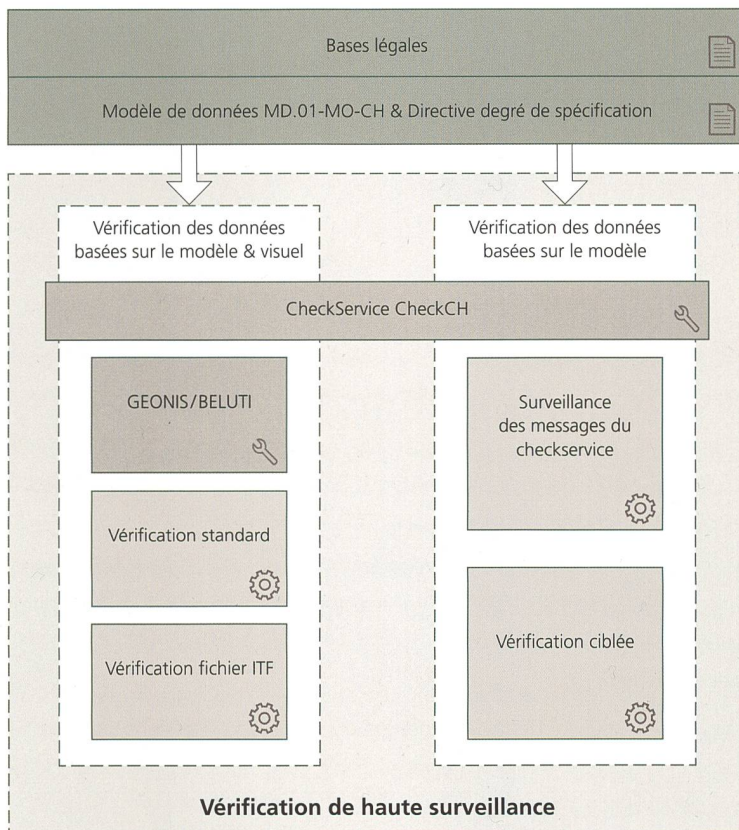 Bases légales
Modèle de données MD.01-MO-CH & Directive degré de spécification
Vérification des données
basées sur le modèle & visuel
Vérification des données
basées sur le modèle
CheckService CheckCH
GEONIS/BELUTI
Vérification standard
Vérification fichier ITF
Surveillance
des messages du
checkservice
Vérification ciblée
Vérification de haute surveillance